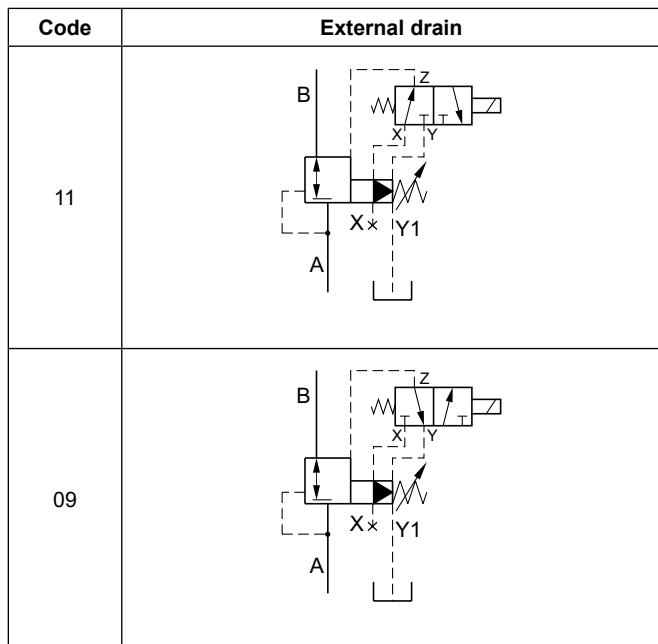 Code External drain
11
Z
B
X Y
X Y1
A
09
Z
B
X Y
X Y1
A